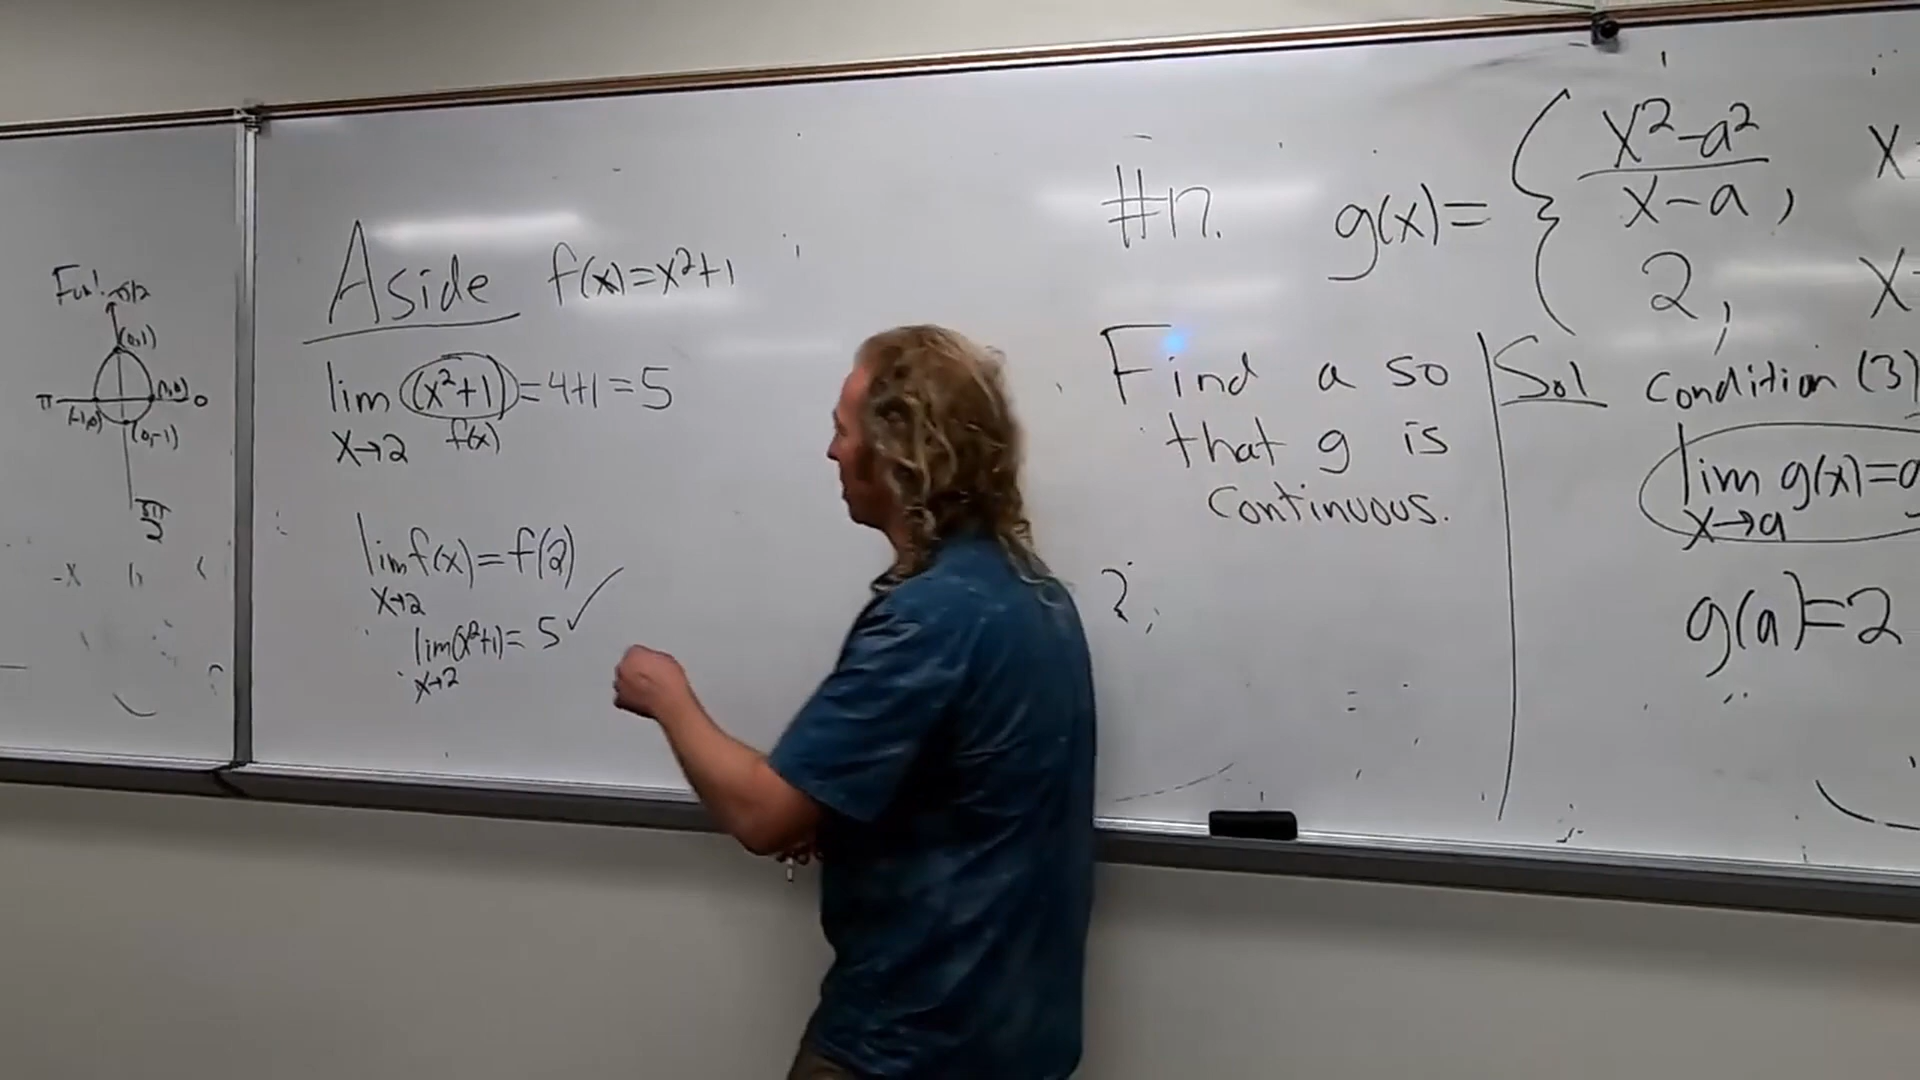 Fun!
π/2
(0,1)
π
(1,0)
0
(-1,0)
(0,-1)
3π/2
Aside f(x)=x²+1
lim (x²+1)=4+1=5
x→2 f(x)
lim f(x)=f(2)
x→2
lim(x²+1)=5 ✓
x→2
#17. g(x)=
x²-a²
x-a,
x
2,
x
Find a so
that g is
continuous.
Sol condition (3)
lim g(x)=g
x→a
g(a)=2